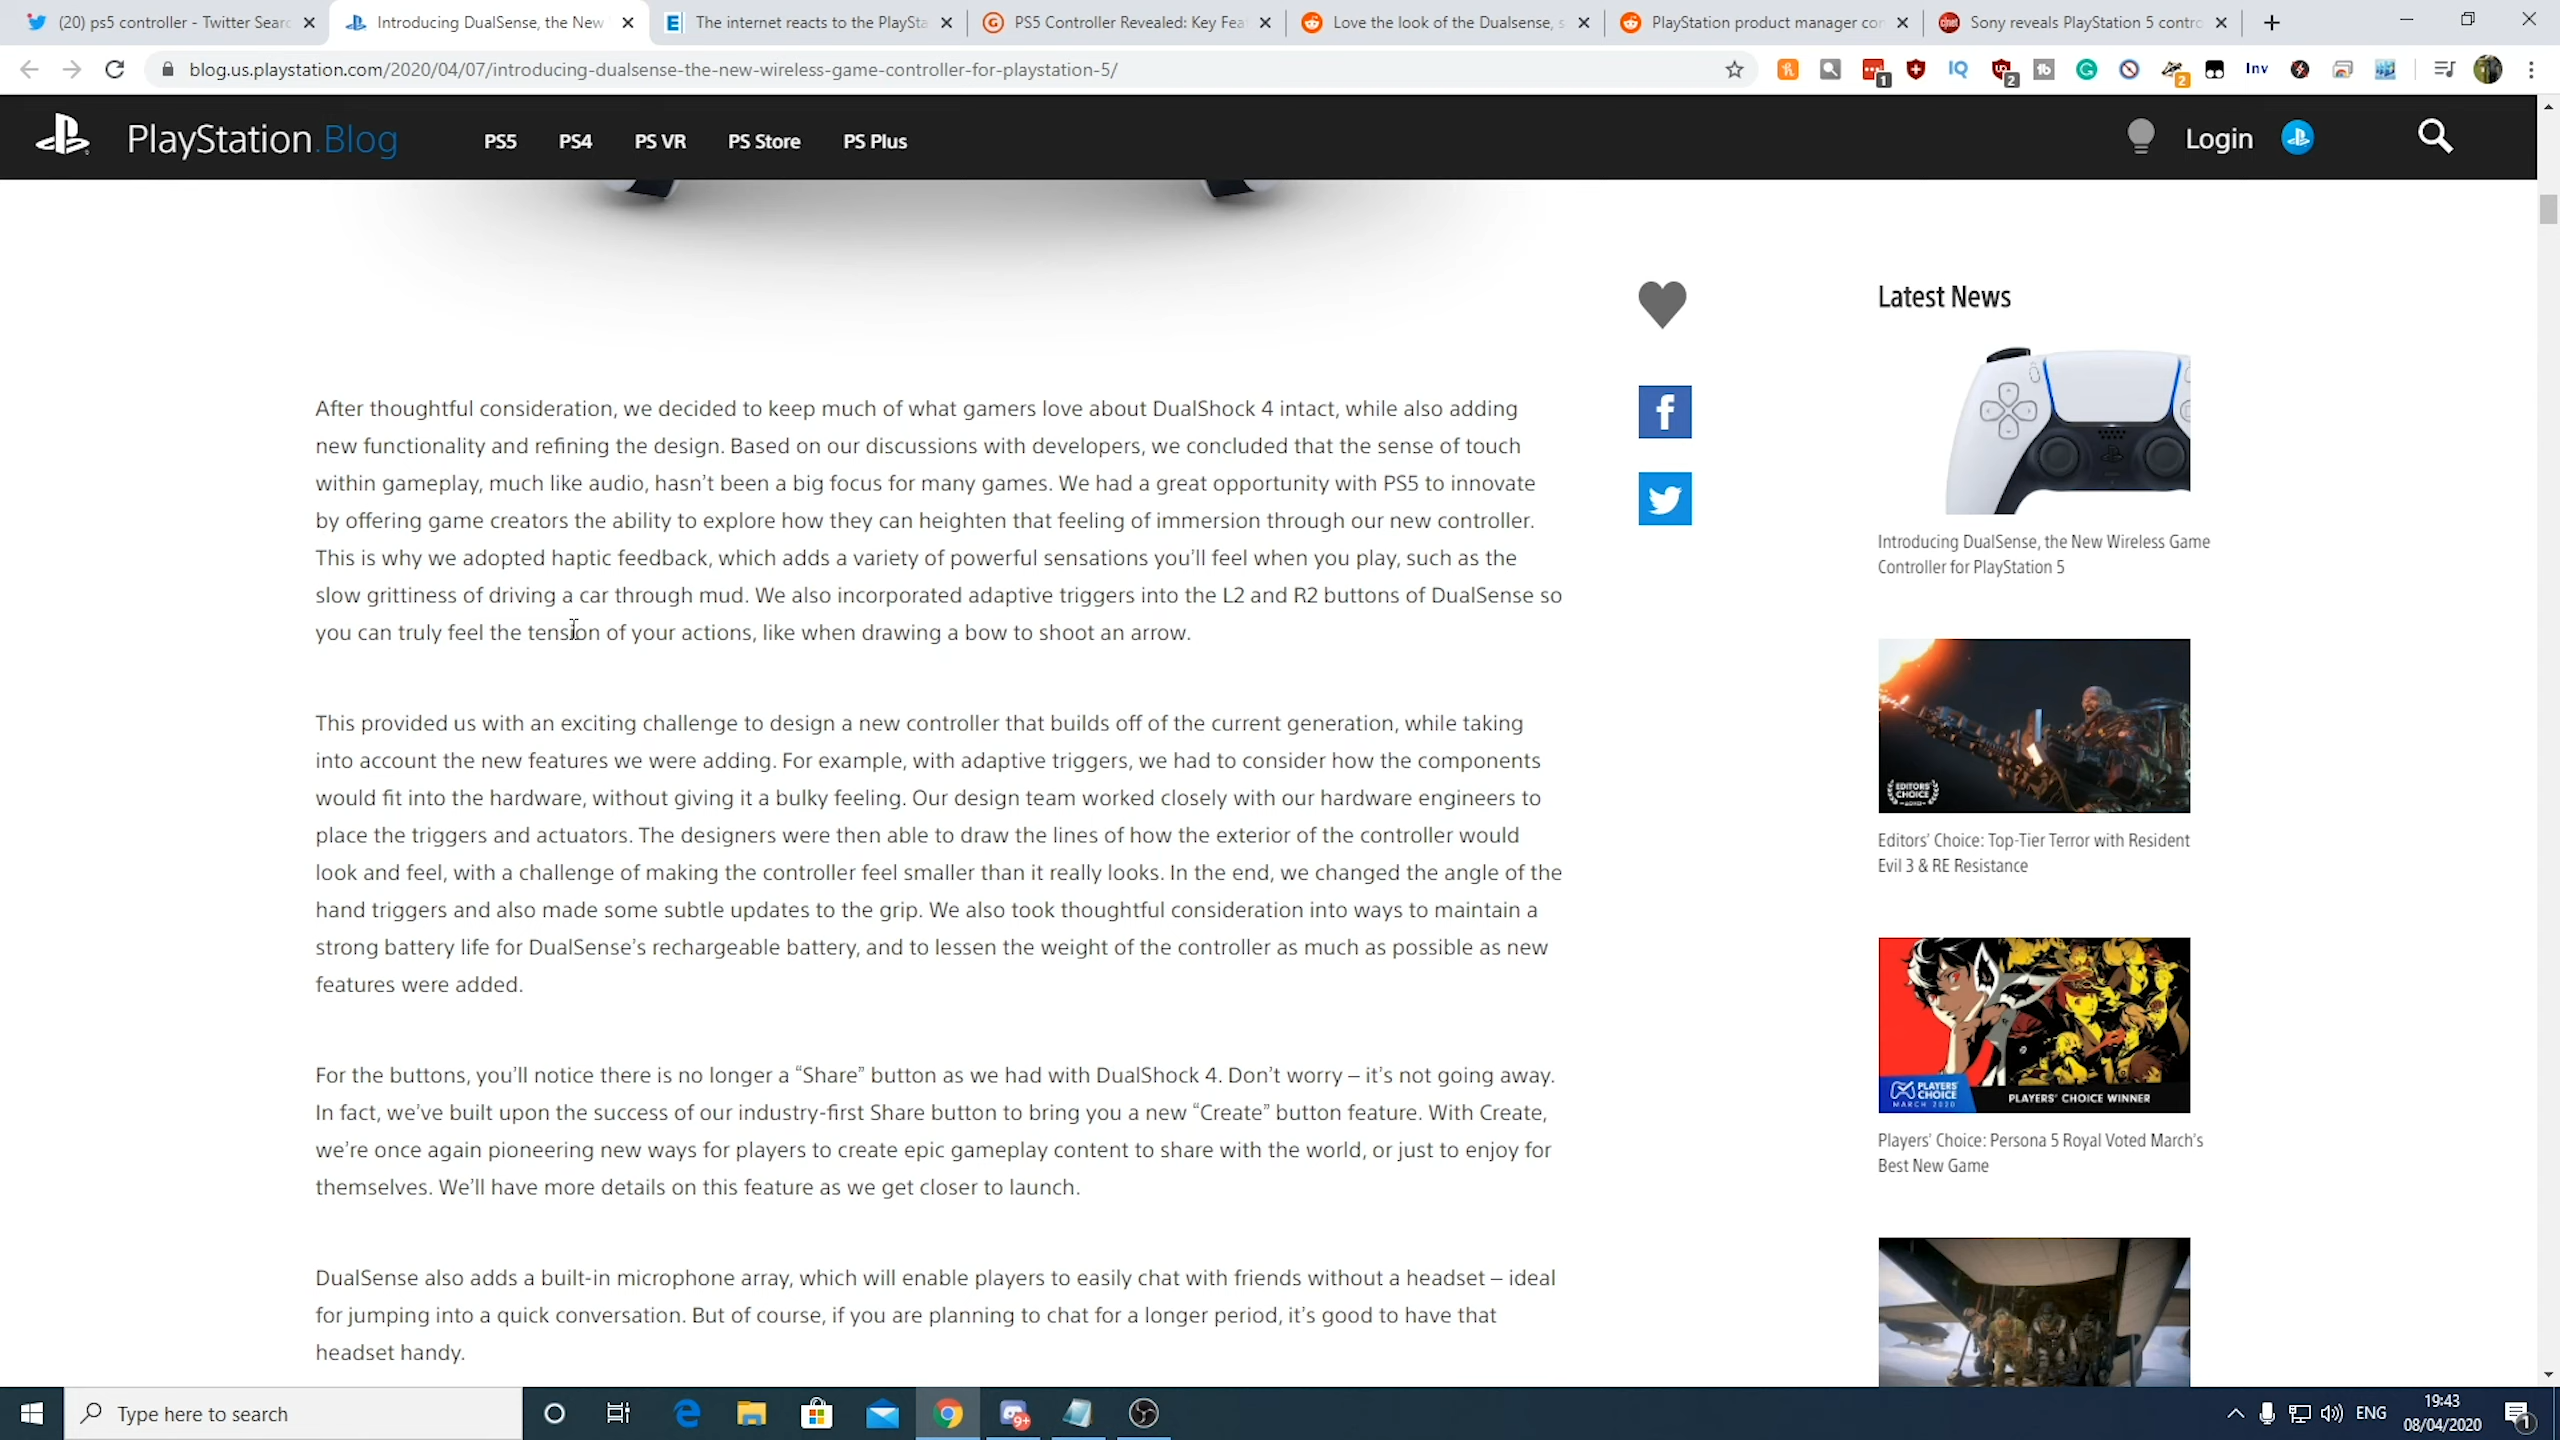 (20) ps5 controller - Twitter Searc
Introducing DualSense, the New
The internet reacts to the PlaySta
PS5 Controller Revealed: Key Fea
Love the look of the Dualsense, s
PlayStation product manager con
Sony reveals PlayStation 5 contro
blog.us.playstation.com/2020/04/07/introducing-dualsense-the-new-wireless-game-controller-for-playstation-5/
PlayStation.Blog
PS5
PS4
PS VR
PS Store
PS Plus
Login
After thoughtful consideration, we decided to keep much of what gamers love about DualShock 4 intact, while also adding
new functionality and refining the design. Based on our discussions with developers, we concluded that the sense of touch
within gameplay, much like audio, hasn't been a big focus for many games. We had a great opportunity with PS5 to innovate
by offering game creators the ability to explore how they can heighten that feeling of immersion through our new controller.
This is why we adopted haptic feedback, which adds a variety of powerful sensations you'll feel when you play, such as the
slow grittiness of driving a car through mud. We also incorporated adaptive triggers into the L2 and R2 buttons of DualSense so
you can truly feel the tension of your actions, like when drawing a bow to shoot an arrow.
This provided us with an exciting challenge to design a new controller that builds off of the current generation, while taking
into account the new features we were adding. For example, with adaptive triggers, we had to consider how the components
would fit into the hardware, without giving it a bulky feeling. Our design team worked closely with our hardware engineers to
place the triggers and actuators. The designers were then able to draw the lines of how the exterior of the controller would
look and feel, with a challenge of making the controller feel smaller than it really looks. In the end, we changed the angle of the
hand triggers and also made some subtle updates to the grip. We also took thoughtful consideration into ways to maintain a
strong battery life for DualSense's rechargeable battery, and to lessen the weight of the controller as much as possible as new
features were added.
For the buttons, you'll notice there is no longer a “Share” button as we had with DualShock 4. Don't worry – it's not going away.
In fact, we've built upon the success of our industry-first Share button to bring you a new “Create” button feature. With Create,
we're once again pioneering new ways for players to create epic gameplay content to share with the world, or just to enjoy for
themselves. We'll have more details on this feature as we get closer to launch.
DualSense also adds a built-in microphone array, which will enable players to easily chat with friends without a headset – ideal
for jumping into a quick conversation. But of course, if you are planning to chat for a longer period, it's good to have that
headset handy.
Latest News
Introducing DualSense, the New Wireless Game
Controller for PlayStation 5
EDITORS'
CHOICE
Editors' Choice: Top-Tier Terror with Resident
Evil 3 & RE Resistance
PLAYERS'
CHOICE
MARCH 2020
PLAYERS' CHOICE WINNER
Players' Choice: Persona 5 Royal Voted March's
Best New Game
Type here to search
9+
ENG
19:43
08/04/2020
1